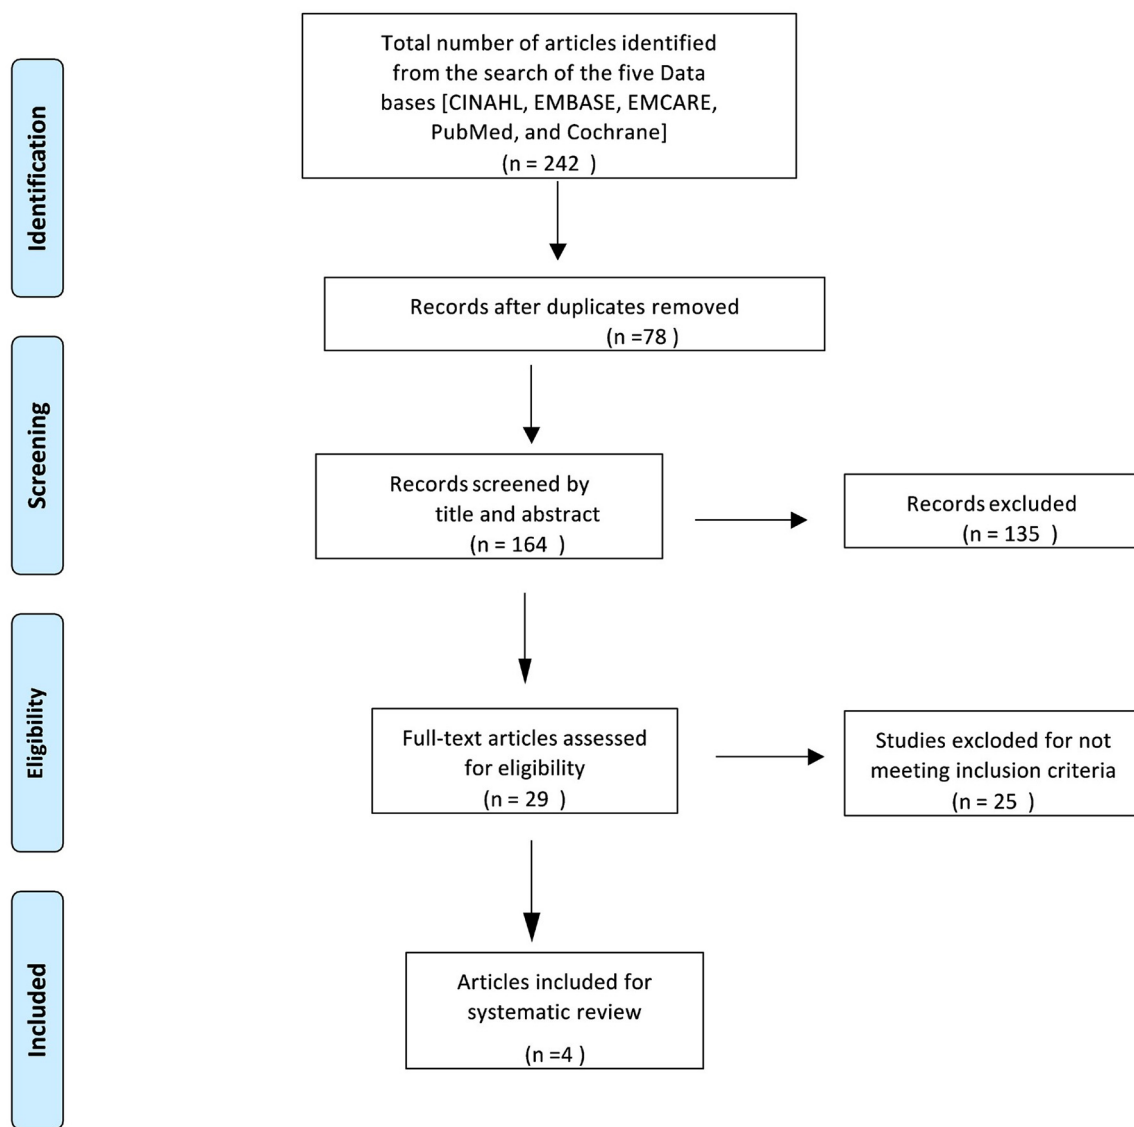 Identification
Total number of articles identified
from the search of the five Data
bases [CINAHL, EMBASE, EMCARE,
PubMed, and Cochrane]
(n = 242  )
Records after duplicates removed
(n =78 )
Screening
Records screened by
title and abstract
(n = 164  )
Records excluded
(n = 135  )
Eligibility
Full-text articles assessed
for eligibility
(n = 29  )
Studies excloded for not
meeting inclusion criteria
(n = 25  )
Included
Articles included for
systematic review
(n =4 )